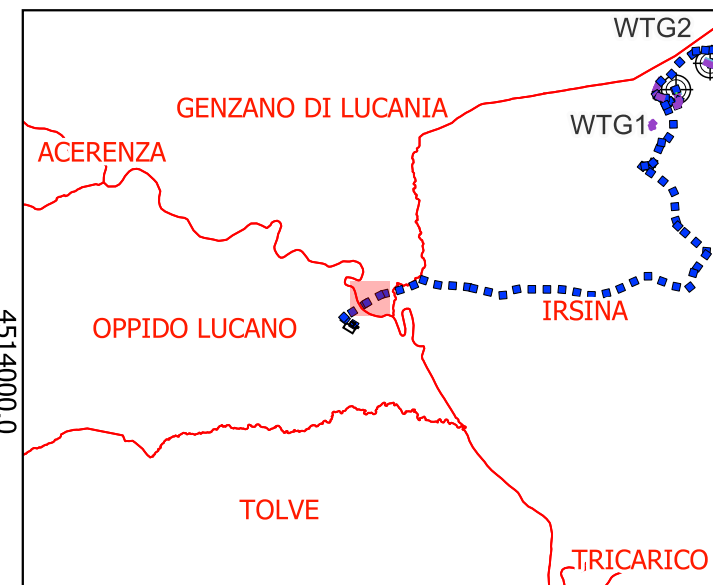 WTG2
GENZANO DI LUCANIA
WTG1
ACERENZA
IRSINA
OPPIDO LUCANO
4514000.0
TOLVE
TRICARICO